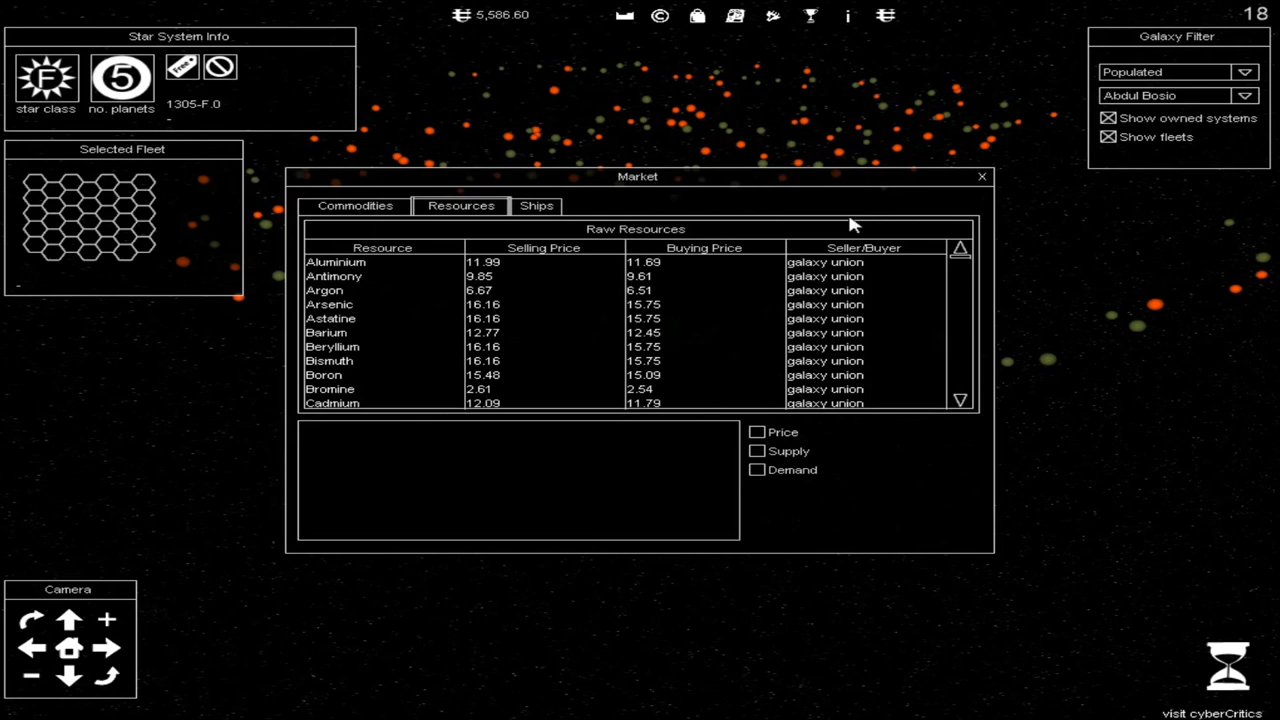 5,586.60
18
Star System Info
F
5
Free
star class
no. planets
1305-F.0
-
Selected Fleet
-
Galaxy Filter
Populated
Abdul Bosio
Show owned systems
Show fleets
Market
Commodities Resources Ships
Raw Resources
Resource Selling Price Buying Price Seller/Buyer
Aluminium 11.99 11.69 galaxy union
Antimony 9.85 9.61 galaxy union
Argon 6.67 6.51 galaxy union
Arsenic 16.16 15.75 galaxy union
Astatine 16.16 15.75 galaxy union
Barium 12.77 12.45 galaxy union
Beryllium 16.16 15.75 galaxy union
Bismuth 16.16 15.75 galaxy union
Boron 15.48 15.09 galaxy union
Bromine 2.61 2.54 galaxy union
Cadmium 12.09 11.79 galaxy union
Price
Supply
Demand
Camera
visit cyberCritics